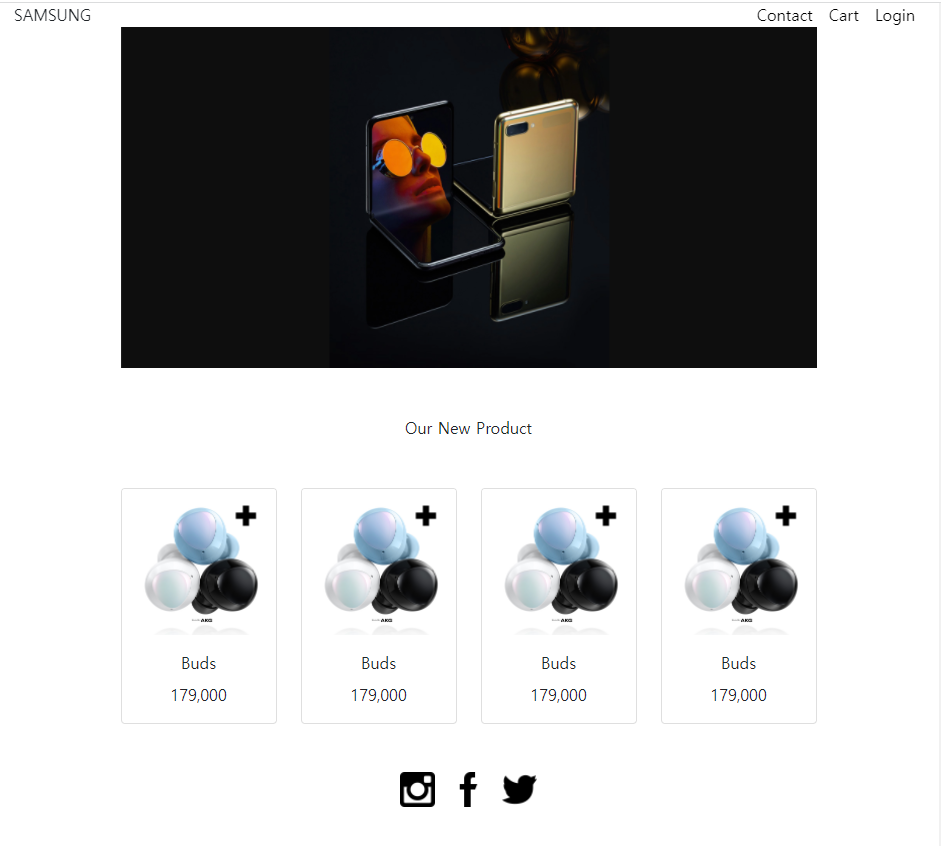 SAMSUNG Contact Cart Login
Our New Product
AKG AKG AKG AKG
Buds Buds Buds Buds
179,000 179,000 179,000 179,000